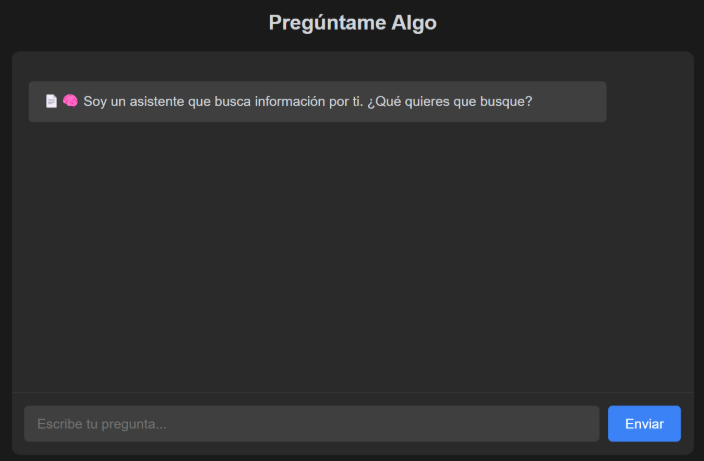 Pregúntame Algo
📄 🧠 Soy un asistente que busca información por ti. ¿Qué quieres que busque?
Escribe tu pregunta...
Enviar